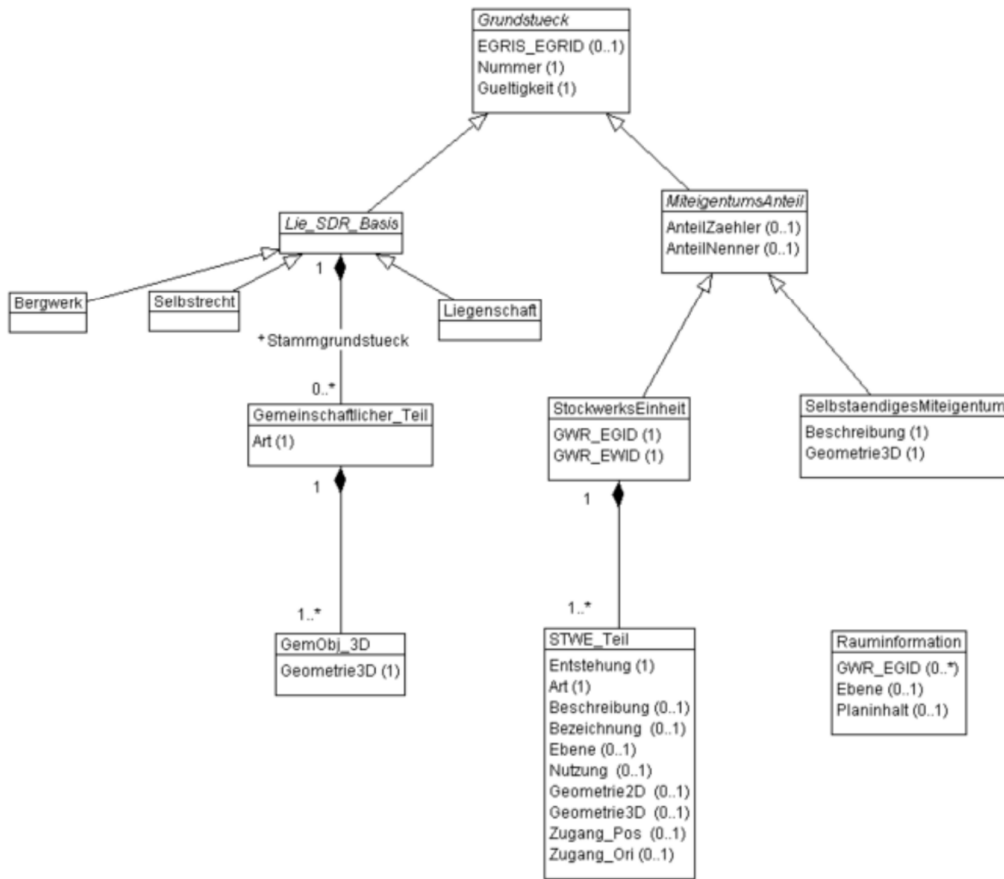 Grundstueck
EGRIS_EGRID (0..1)
Nummer (1)
Gueltigkeit (1)
Lie_SDR_Basis
MiteigentumsAnteil
AnteilZaehler (0..1)
AnteilNenner (0..1)
1
Bergwerk
Selbstrecht
Liegenschaft
*Stammgrundstueck
0..*
Gemeinschaftlicher_Teil
Art (1)
StockwerksEinheit
GWR_EGID (1)
GWR_EWID (1)
SelbstaendigesMiteigentum
Beschreibung (1)
Geometrie3D (1)
1
1
1..*
1..*
GemObj_3D
Geometrie3D (1)
STWE_Teil
Entstehung (1)
Art (1)
Beschreibung (0..1)
Bezeichnung (0..1)
Ebene (0..1)
Nutzung (0..1)
Geometrie2D (0..1)
Geometrie3D (0..1)
Zugang_Pos (0..1)
Zugang_Ori (0..1)
Rauminformation
GWR_EGID (0..*)
Ebene (0..1)
Planinhalt (0..1)